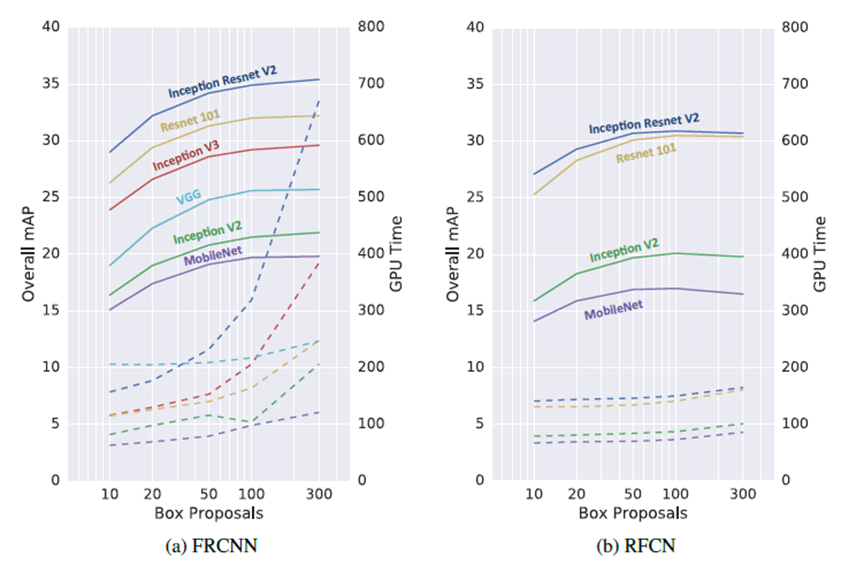 40
35
30
25
20
15
10
5
0
Overall mAP
800
700
600
500
400
300
200
100
0
GPU Time
Inception Resnet V2
Resnet 101
Inception V3
VGG
Inception V2
MobileNet
10 20 50 100 300
Box Proposals
(a) FRCNN
40
35
30
25
20
15
10
5
0
Overall mAP
800
700
600
500
400
300
200
100
0
GPU Time
Inception Resnet V2
Resnet 101
Inception V2
MobileNet
10 20 50 100 300
Box Proposals
(b) RFCN